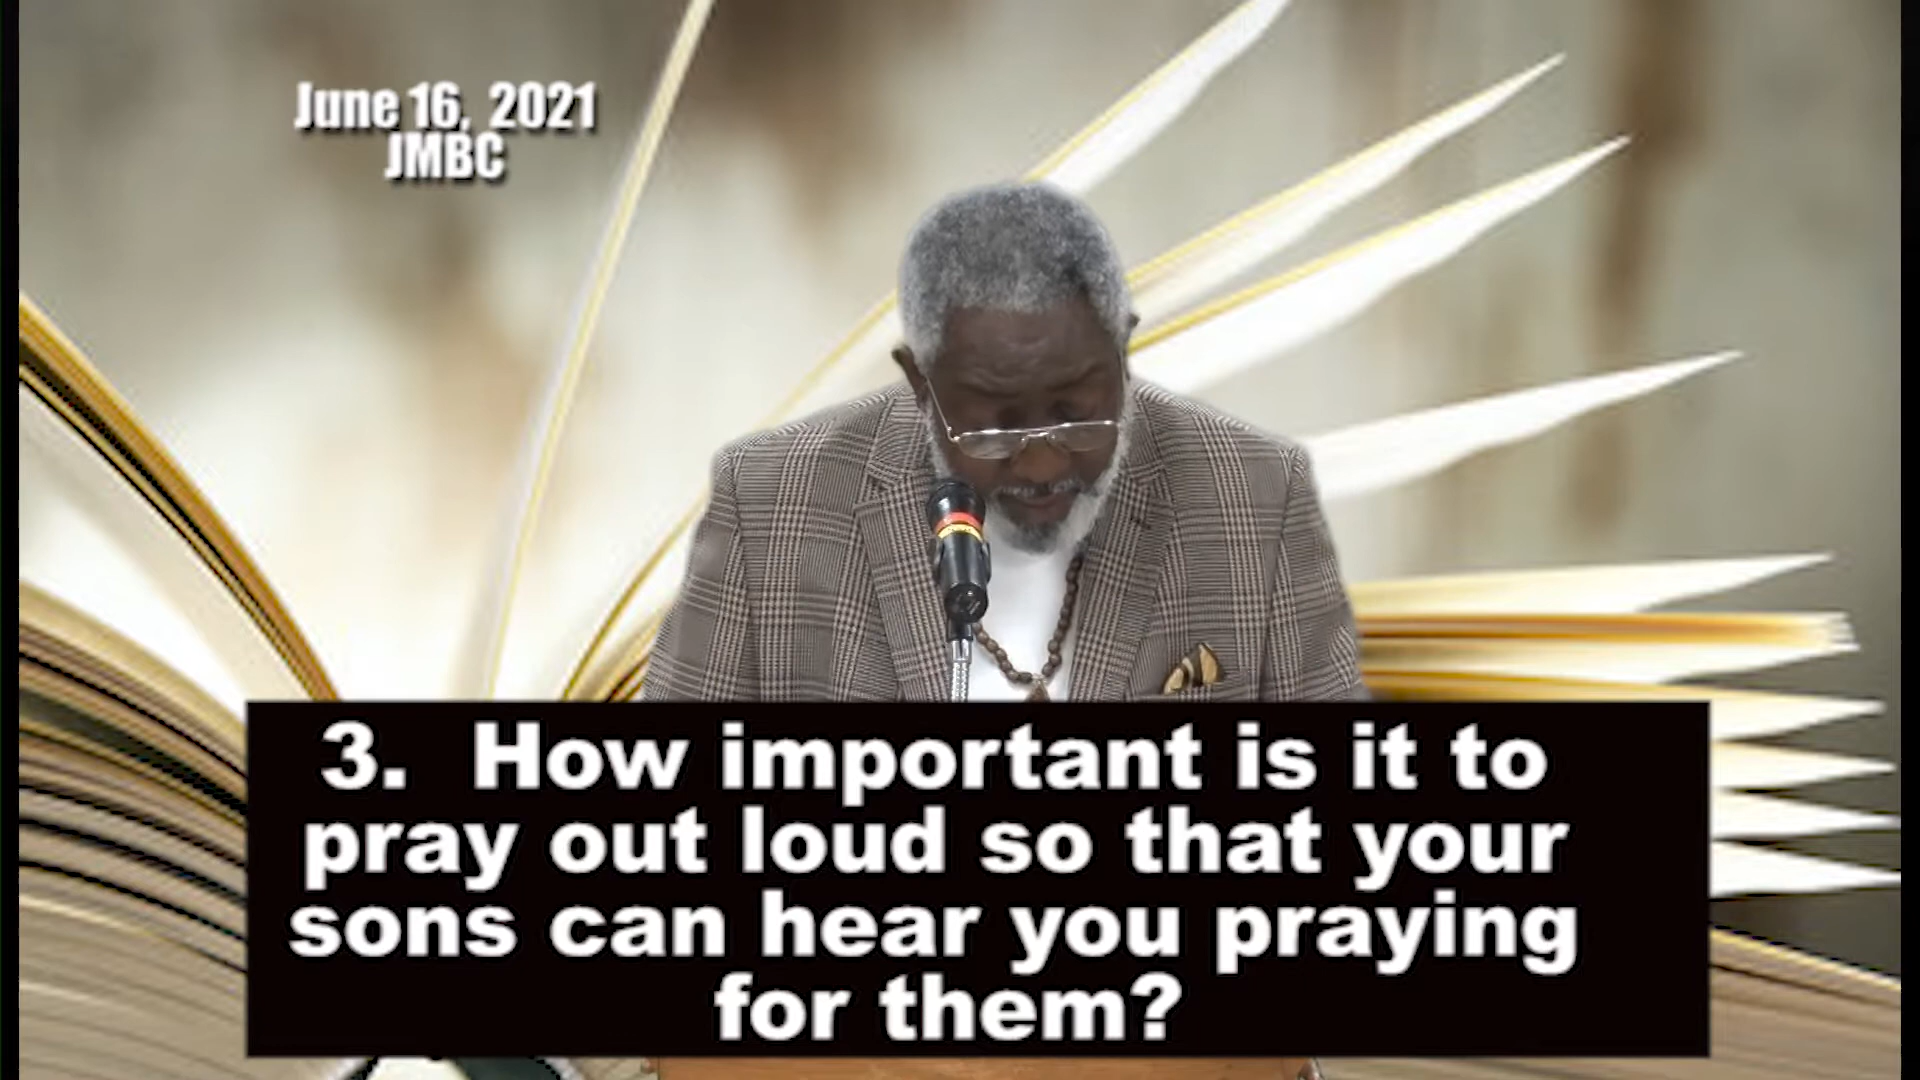 June 16, 2021
JMBC
3. How important is it to
pray out loud so that your
sons can hear you praying
for them?